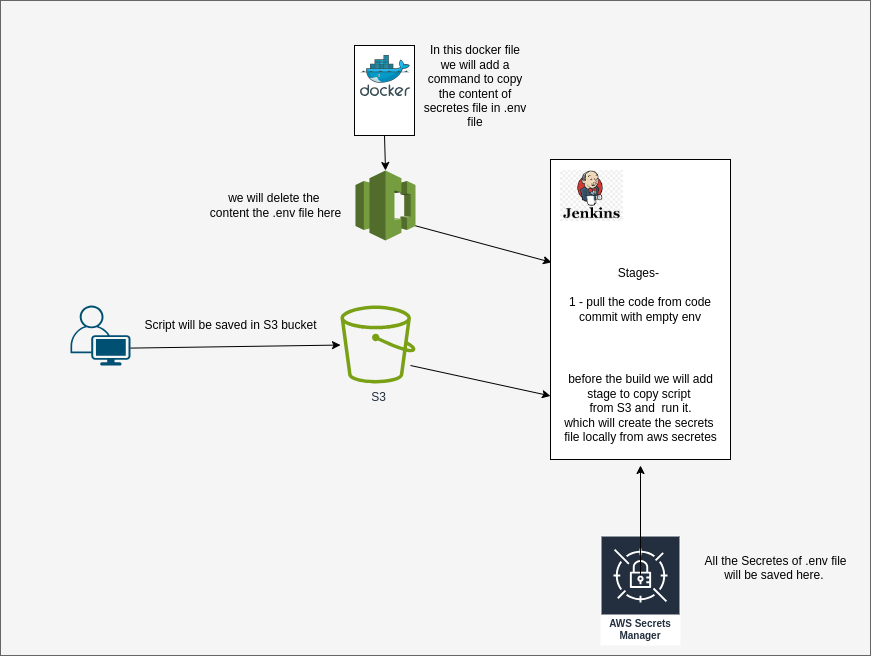 docker
In this docker file
we will add a
command to copy
the content of
secretes file in .env
file
we will delete the
content the .env file here
Jenkins
Stages-
1 - pull the code from code
commit with empty env
Script will be saved in S3 bucket
S3
before the build we will add
stage to copy script
from S3 and run it.
which will create the secrets
file locally from aws secretes
All the Secretes of .env file
will be saved here.
AWS Secrets
Manager